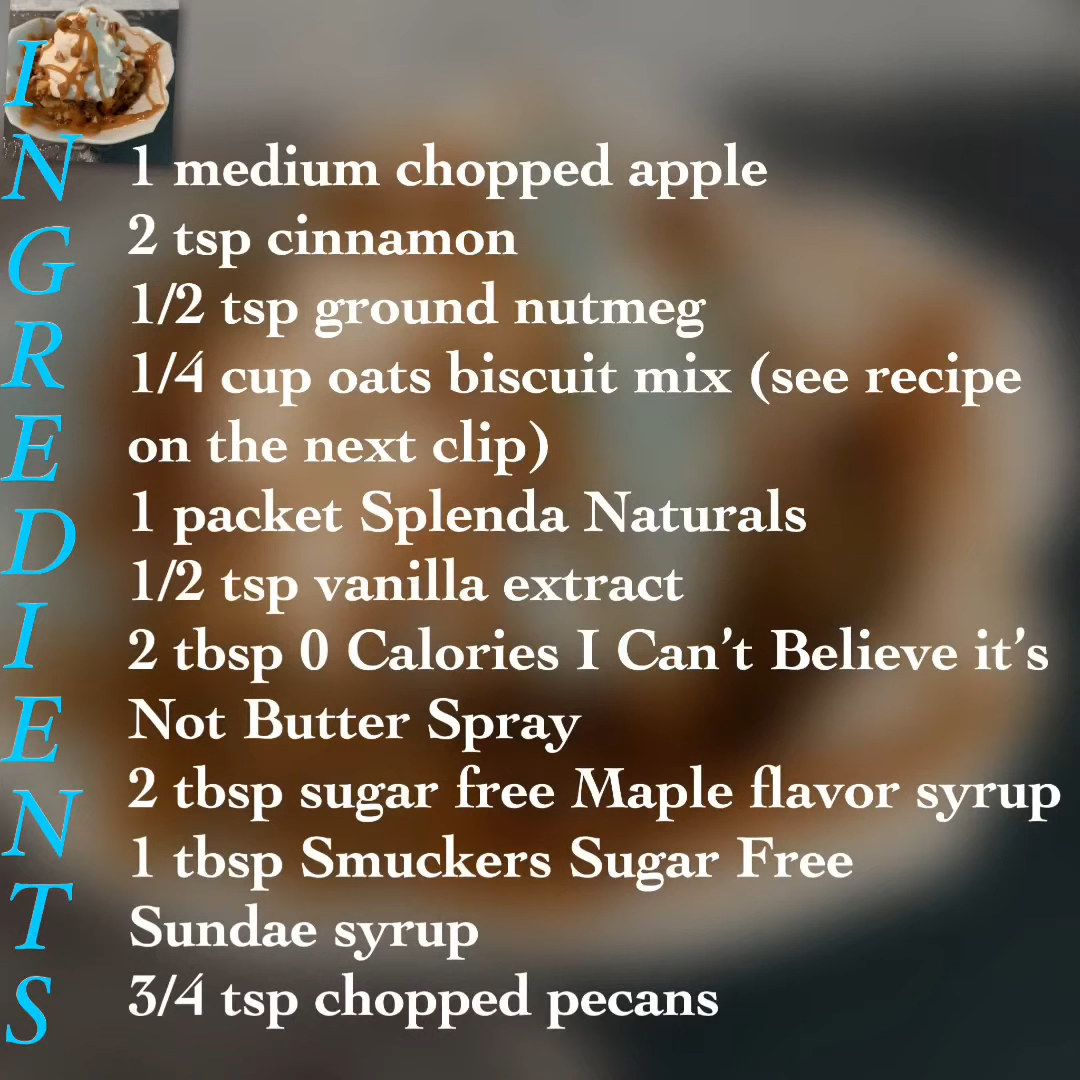 INGREDIENTS
1 medium chopped apple
2 tsp cinnamon
1/2 tsp ground nutmeg
1/4 cup oats biscuit mix (see recipe
on the next clip)
1 packet Splenda Naturals
1/2 tsp vanilla extract
2 tbsp 0 Calories I Can't Believe it's
Not Butter Spray
2 tbsp sugar free Maple flavor syrup
1 tbsp Smuckers Sugar Free
Sundae syrup
3/4 tsp chopped pecans